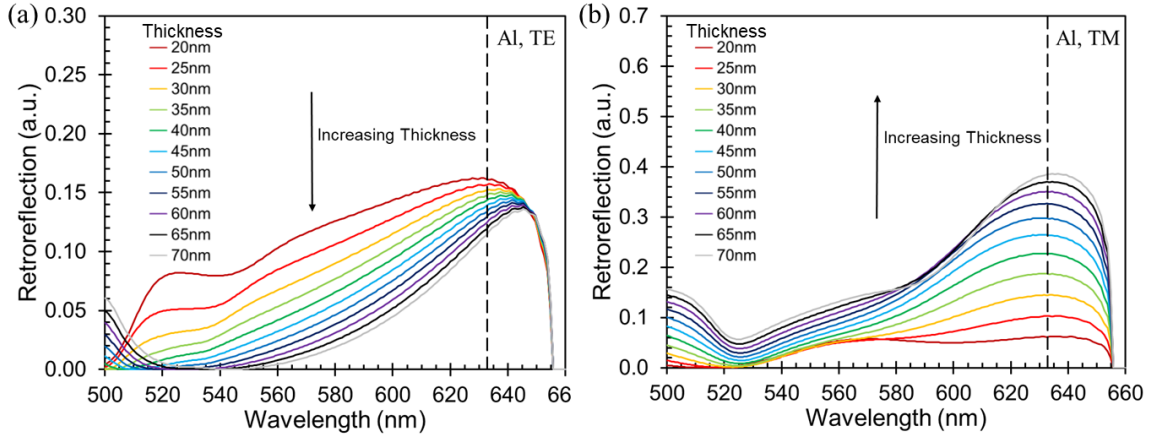 (a)
0.30
0.25
0.20
0.15
0.10
0.05
0.00
Retroreflection (a.u.)
Thickness
20nm
25nm
30nm
35nm
40nm
45nm
50nm
55nm
60nm
65nm
70nm
Increasing Thickness
Al, TE
500 520 540 560 580 600 620 640 66
Wavelength (nm)
(b)
0.7
0.6
0.5
0.4
0.3
0.2
0.1
0.0
Retroreflection (a.u.)
Thickness
20nm
25nm
30nm
35nm
40nm
45nm
50nm
55nm
60nm
65nm
70nm
Increasing Thickness
Al, TM
500 520 540 560 580 600 620 640 660
Wavelength (nm)